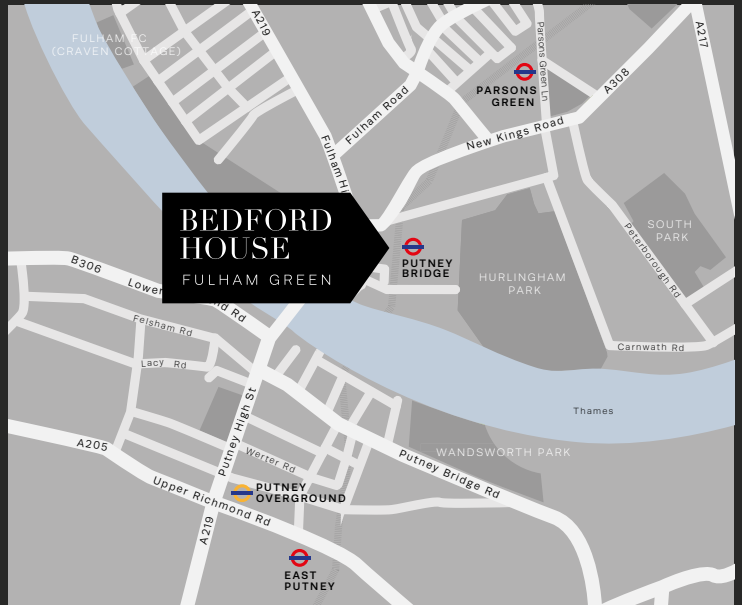 FULHAM FC
(CRAVEN COTTAGE)
A219
A217
Parsons Green Ln
PARSONS
GREEN
A308
Fulham Road
New Kings Road
Fulham Hi
BEDFORD
HOUSE
FULHAM GREEN
PUTNEY
BRIDGE
SOUTH
PARK
Peterborough Rd
HURLINGHAM
PARK
B306
Lower
nd Rd
Felsham Rd
Lacy Rd
Carnwath Rd
Thames
Putney High St
A205
Werter Rd
WANDSWORTH PARK
Putney Bridge Rd
Upper Richmond Rd
PUTNEY
OVERGROUND
A219
EAST
PUTNEY